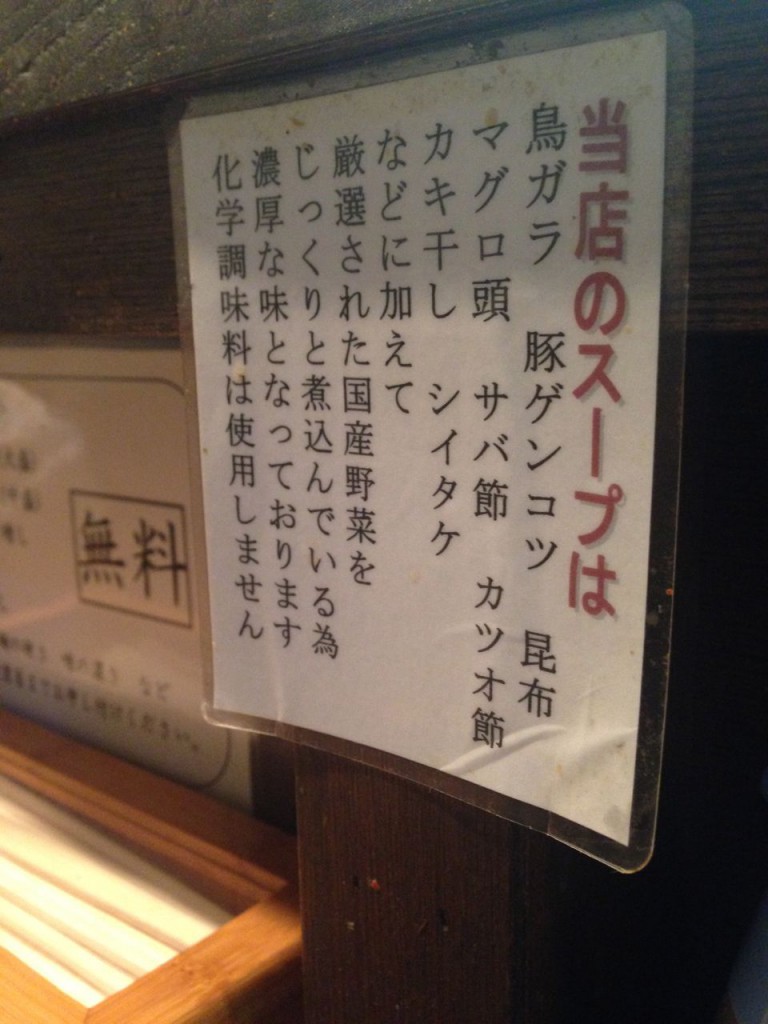 当店のスープは
鳥ガラ 豚ゲンコツ 昆布
マグロ頭 サバ節 カツオ節
カキ干し シイタケ
などに加えて
厳選された国産野菜を
じっくりと煮込んでいる為
濃厚な味となっております
化学調味料は使用しません
無料